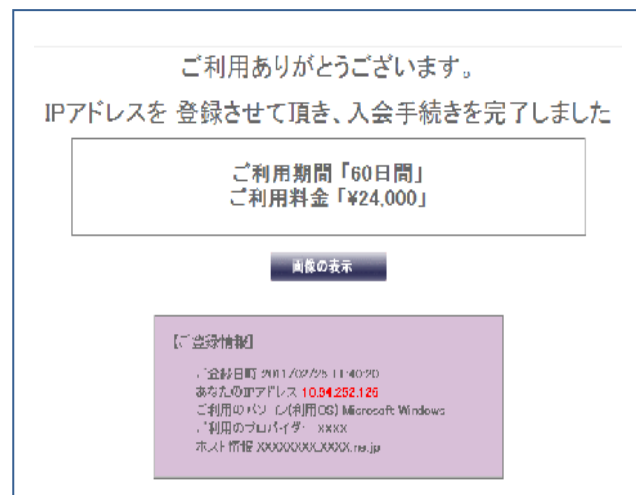 ご利用ありがとうございます。
IPアドレスを 登録させて頂き、入会手続きを完了しました
ご利用期間「60日間」
ご利用料金「¥24,000」
画像の表示
【ご登録情報】
ご登録日時 2011/02/25 11:40:20
あなたのIPアドレス 10.94.252.126
ご利用のパソコン(利用OS) Microsoft Windows
ご利用のプロバイダー XXXX
ホスト情報 XXXXXXXX.XXXX.ne.jp